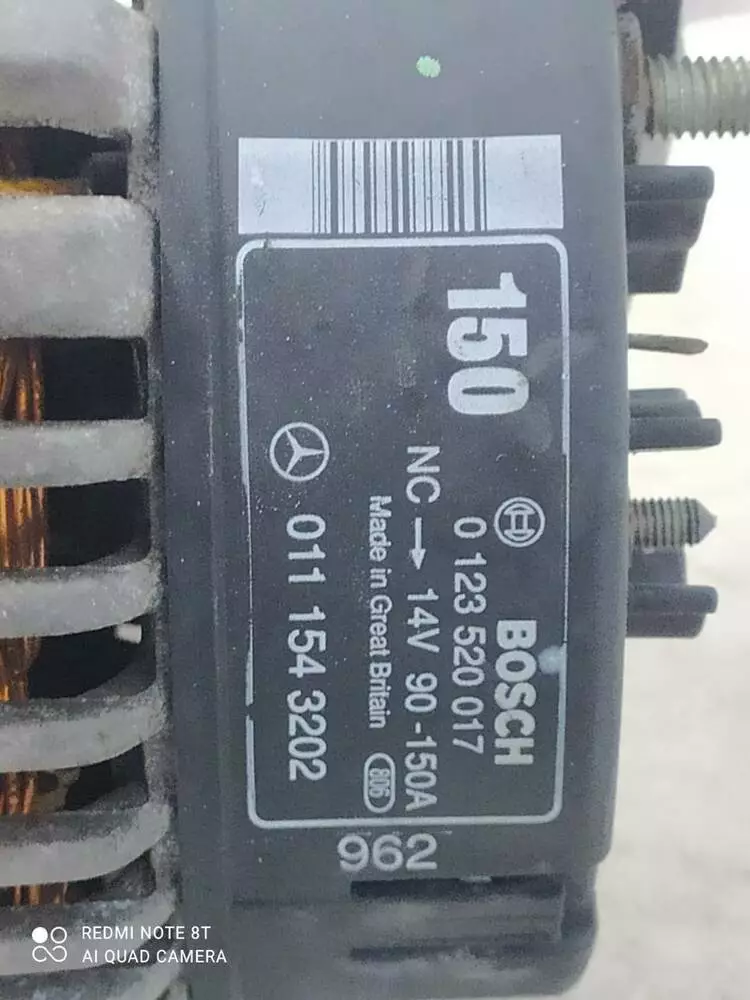 150
BOSCH
0 123 520 017
NC → 14V 90-150A
Made in Great Britain
806
011 154 3202
962
REDMI NOTE 8T
AI QUAD CAMERA